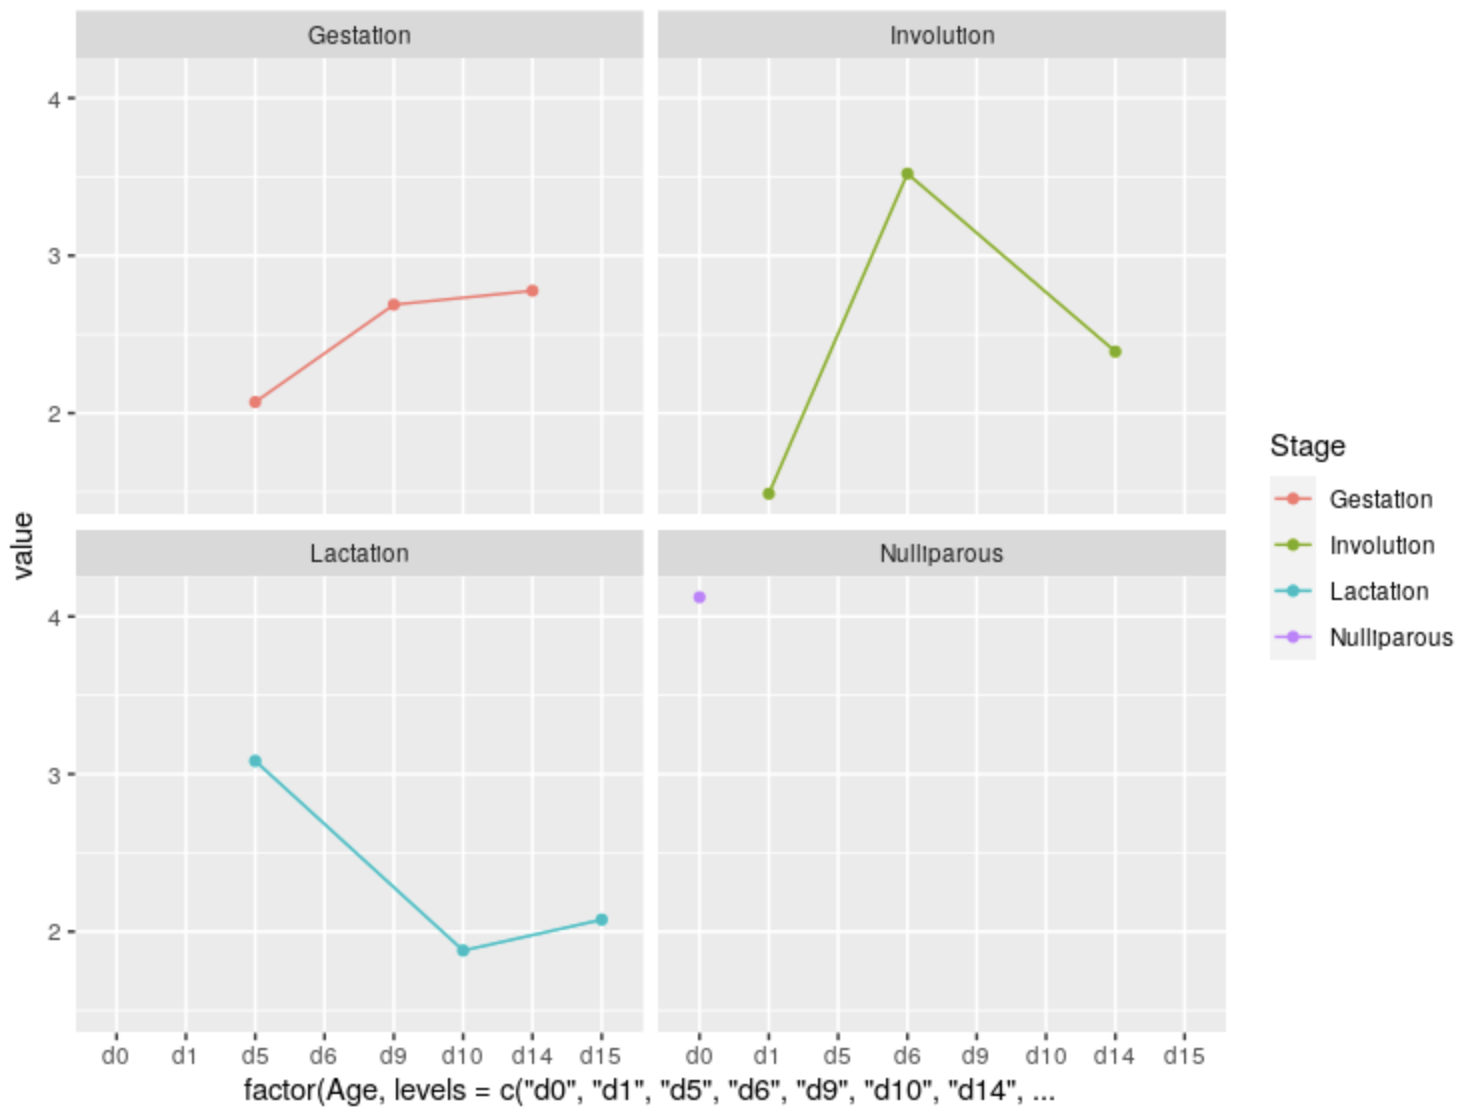 Gestation
Involution
4
3
2
Lactation
Nulliparous
4
3
2
value
d0 d1 d5 d6 d9 d10 d14 d15
d0 d1 d5 d6 d9 d10 d14 d15
factor(Age, levels = c("d0", "d1", "d5", "d6", "d9", "d10", "d14", ...
Stage
Gestation
Involution
Lactation
Nulliparous